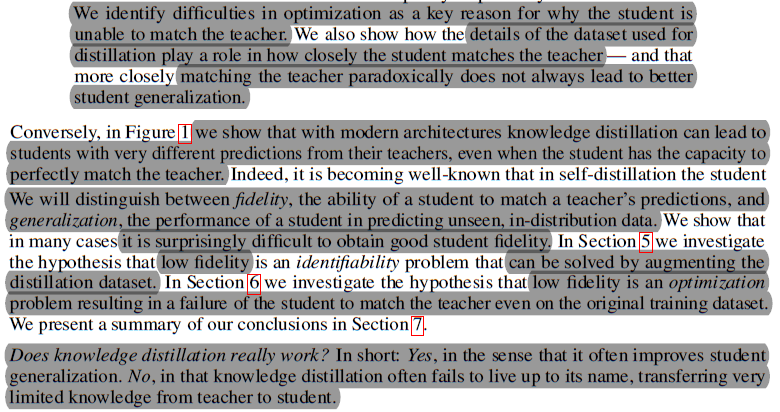 We identify difficulties in optimization as a key reason for why the student is
unable to match the teacher. We also show how the details of the dataset used for
distillation play a role in how closely the student matches the teacher — and that
more closely matching the teacher paradoxically does not always lead to better
student generalization.
Conversely, in Figure 1 we show that with modern architectures knowledge distillation can lead to
students with very different predictions from their teachers, even when the student has the capacity to
perfectly match the teacher. Indeed, it is becoming well-known that in self-distillation the student
We will distinguish between fidelity, the ability of a student to match a teacher's predictions, and
generalization, the performance of a student in predicting unseen, in-distribution data. We show that
in many cases it is surprisingly difficult to obtain good student fidelity. In Section 5 we investigate
the hypothesis that low fidelity is an identifiability problem that can be solved by augmenting the
distillation dataset. In Section 6 we investigate the hypothesis that low fidelity is an optimization
problem resulting in a failure of the student to match the teacher even on the original training dataset.
We present a summary of our conclusions in Section 7.
Does knowledge distillation really work? In short: Yes, in the sense that it often improves student
generalization. No, in that knowledge distillation often fails to live up to its name, transferring very
limited knowledge from teacher to student.